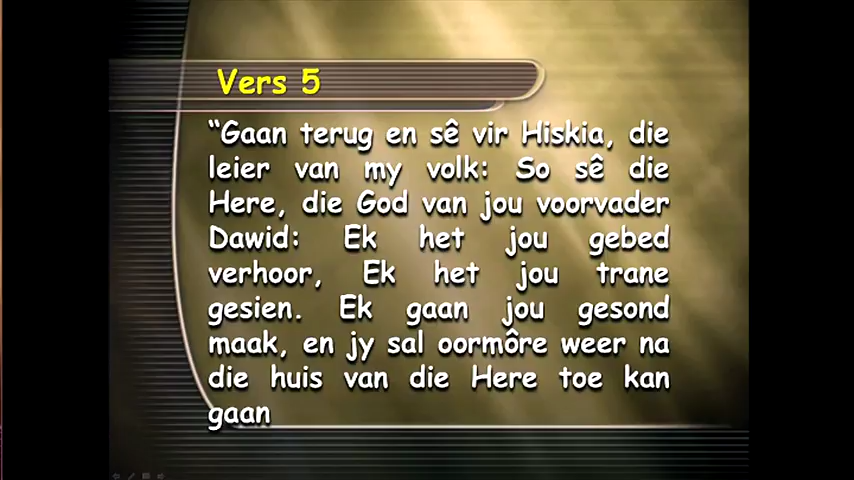 Vers 5
“Gaan terug en sê vir Hiskia, die
leier van my volk: So sê die
Here, die God van jou voorvader
Dawid: Ek het jou gebed
verhoor, Ek het jou trane
gesien. Ek gaan jou gesond
maak, en jy sal oormôre weer na
die huis van die Here toe kan
gaan